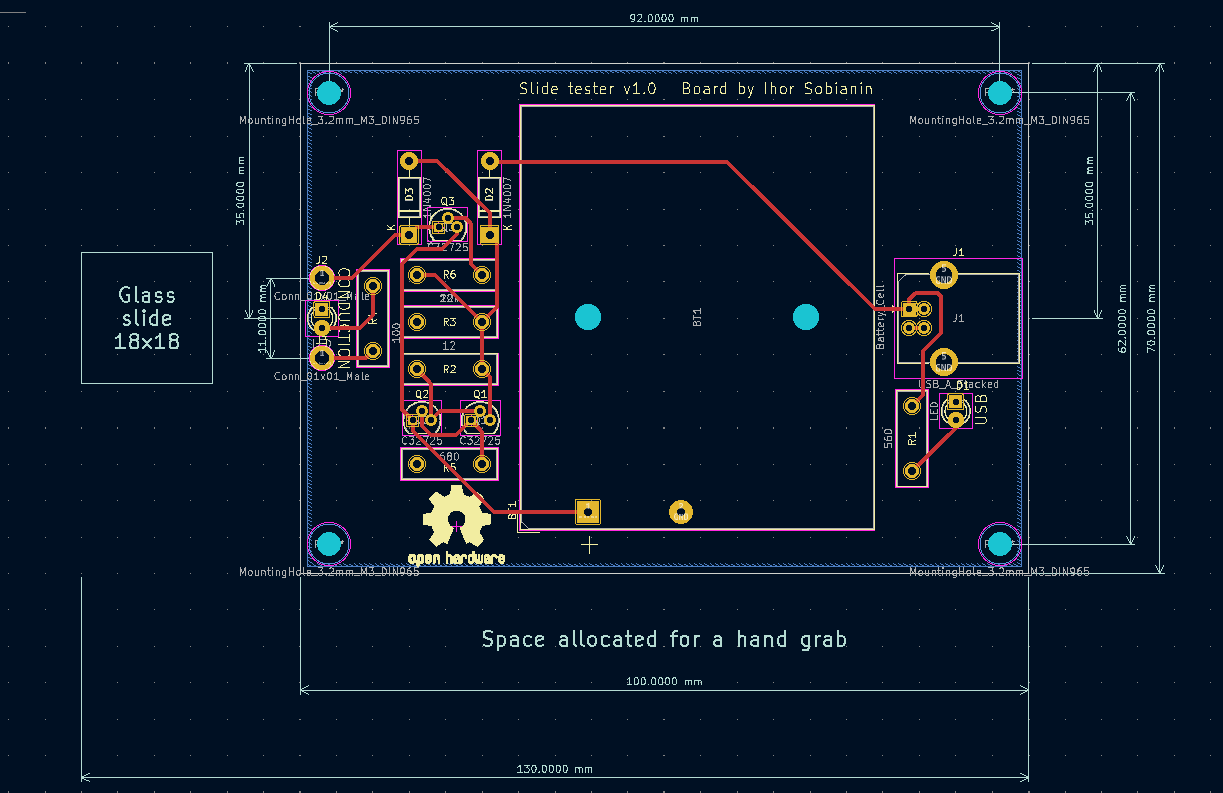 92.0000 mm
Slide tester v1.0 Board by Ihor Sobianin
MountingHole_3.2mm_M3_DIN965
MountingHole_3.2mm_M3_DIN965
35.0000 mm
35.0000 mm
D3
1N4007
D2
1N4007
Q3
K
K
C32725
J2
J1
5
Conn_01x01_Male
CONDUCTION
R6
Glass
slide
18x18
11.0000 mm
R3
100
12
BT1
Battery_Cell
J1
62.0000 mm
70.0000 mm
Conn_01x01_Male
R2
GND
USB_A_Stacked
Q2
Q1
D1
LED
USB
C32725
C32725
560
R1
680
R5
BT1
GND
open hardware
MountingHole_3.2mm_M3_DIN965
MountingHole_3.2mm_M3_DIN965
Space allocated for a hand grab
100.0000 mm
130.0000 mm